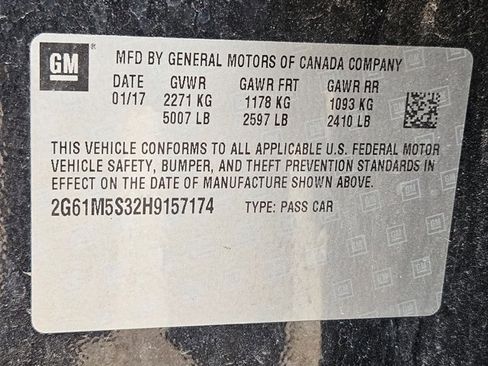 GM ®
MFD BY GENERAL MOTORS OF CANADA COMPANY
DATE GVWR GAWR FRT GAWR RR
01/17 2271 KG 1178 KG 1093 KG
5007 LB 2597 LB 2410 LB
THIS VEHICLE CONFORMS TO ALL APPLICABLE U.S. FEDERAL MOTOR
VEHICLE SAFETY, BUMPER, AND THEFT PREVENTION STANDARDS IN
EFFECT ON THE DATE OF MANUFACTURE SHOWN ABOVE.
2G61M5S32H9157174 TYPE: PASS CAR